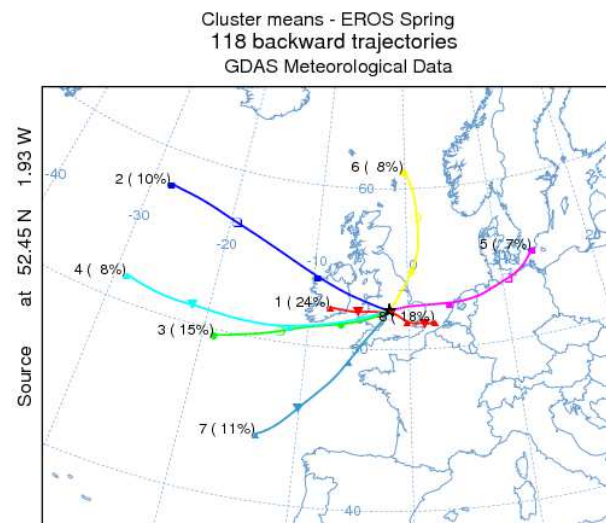 Cluster means - EROS Spring
118 backward trajectories
GDAS Meteorological Data
Source at 52.45 N 1.93 W
-40
6 ( 8%)
2 ( 10%)
60
-30
-20
5 ( 7%)
-10
0
4 ( 8%)
1 ( 24%)
8 ( 18%)
3 ( 15%)
7 ( 11%)
40